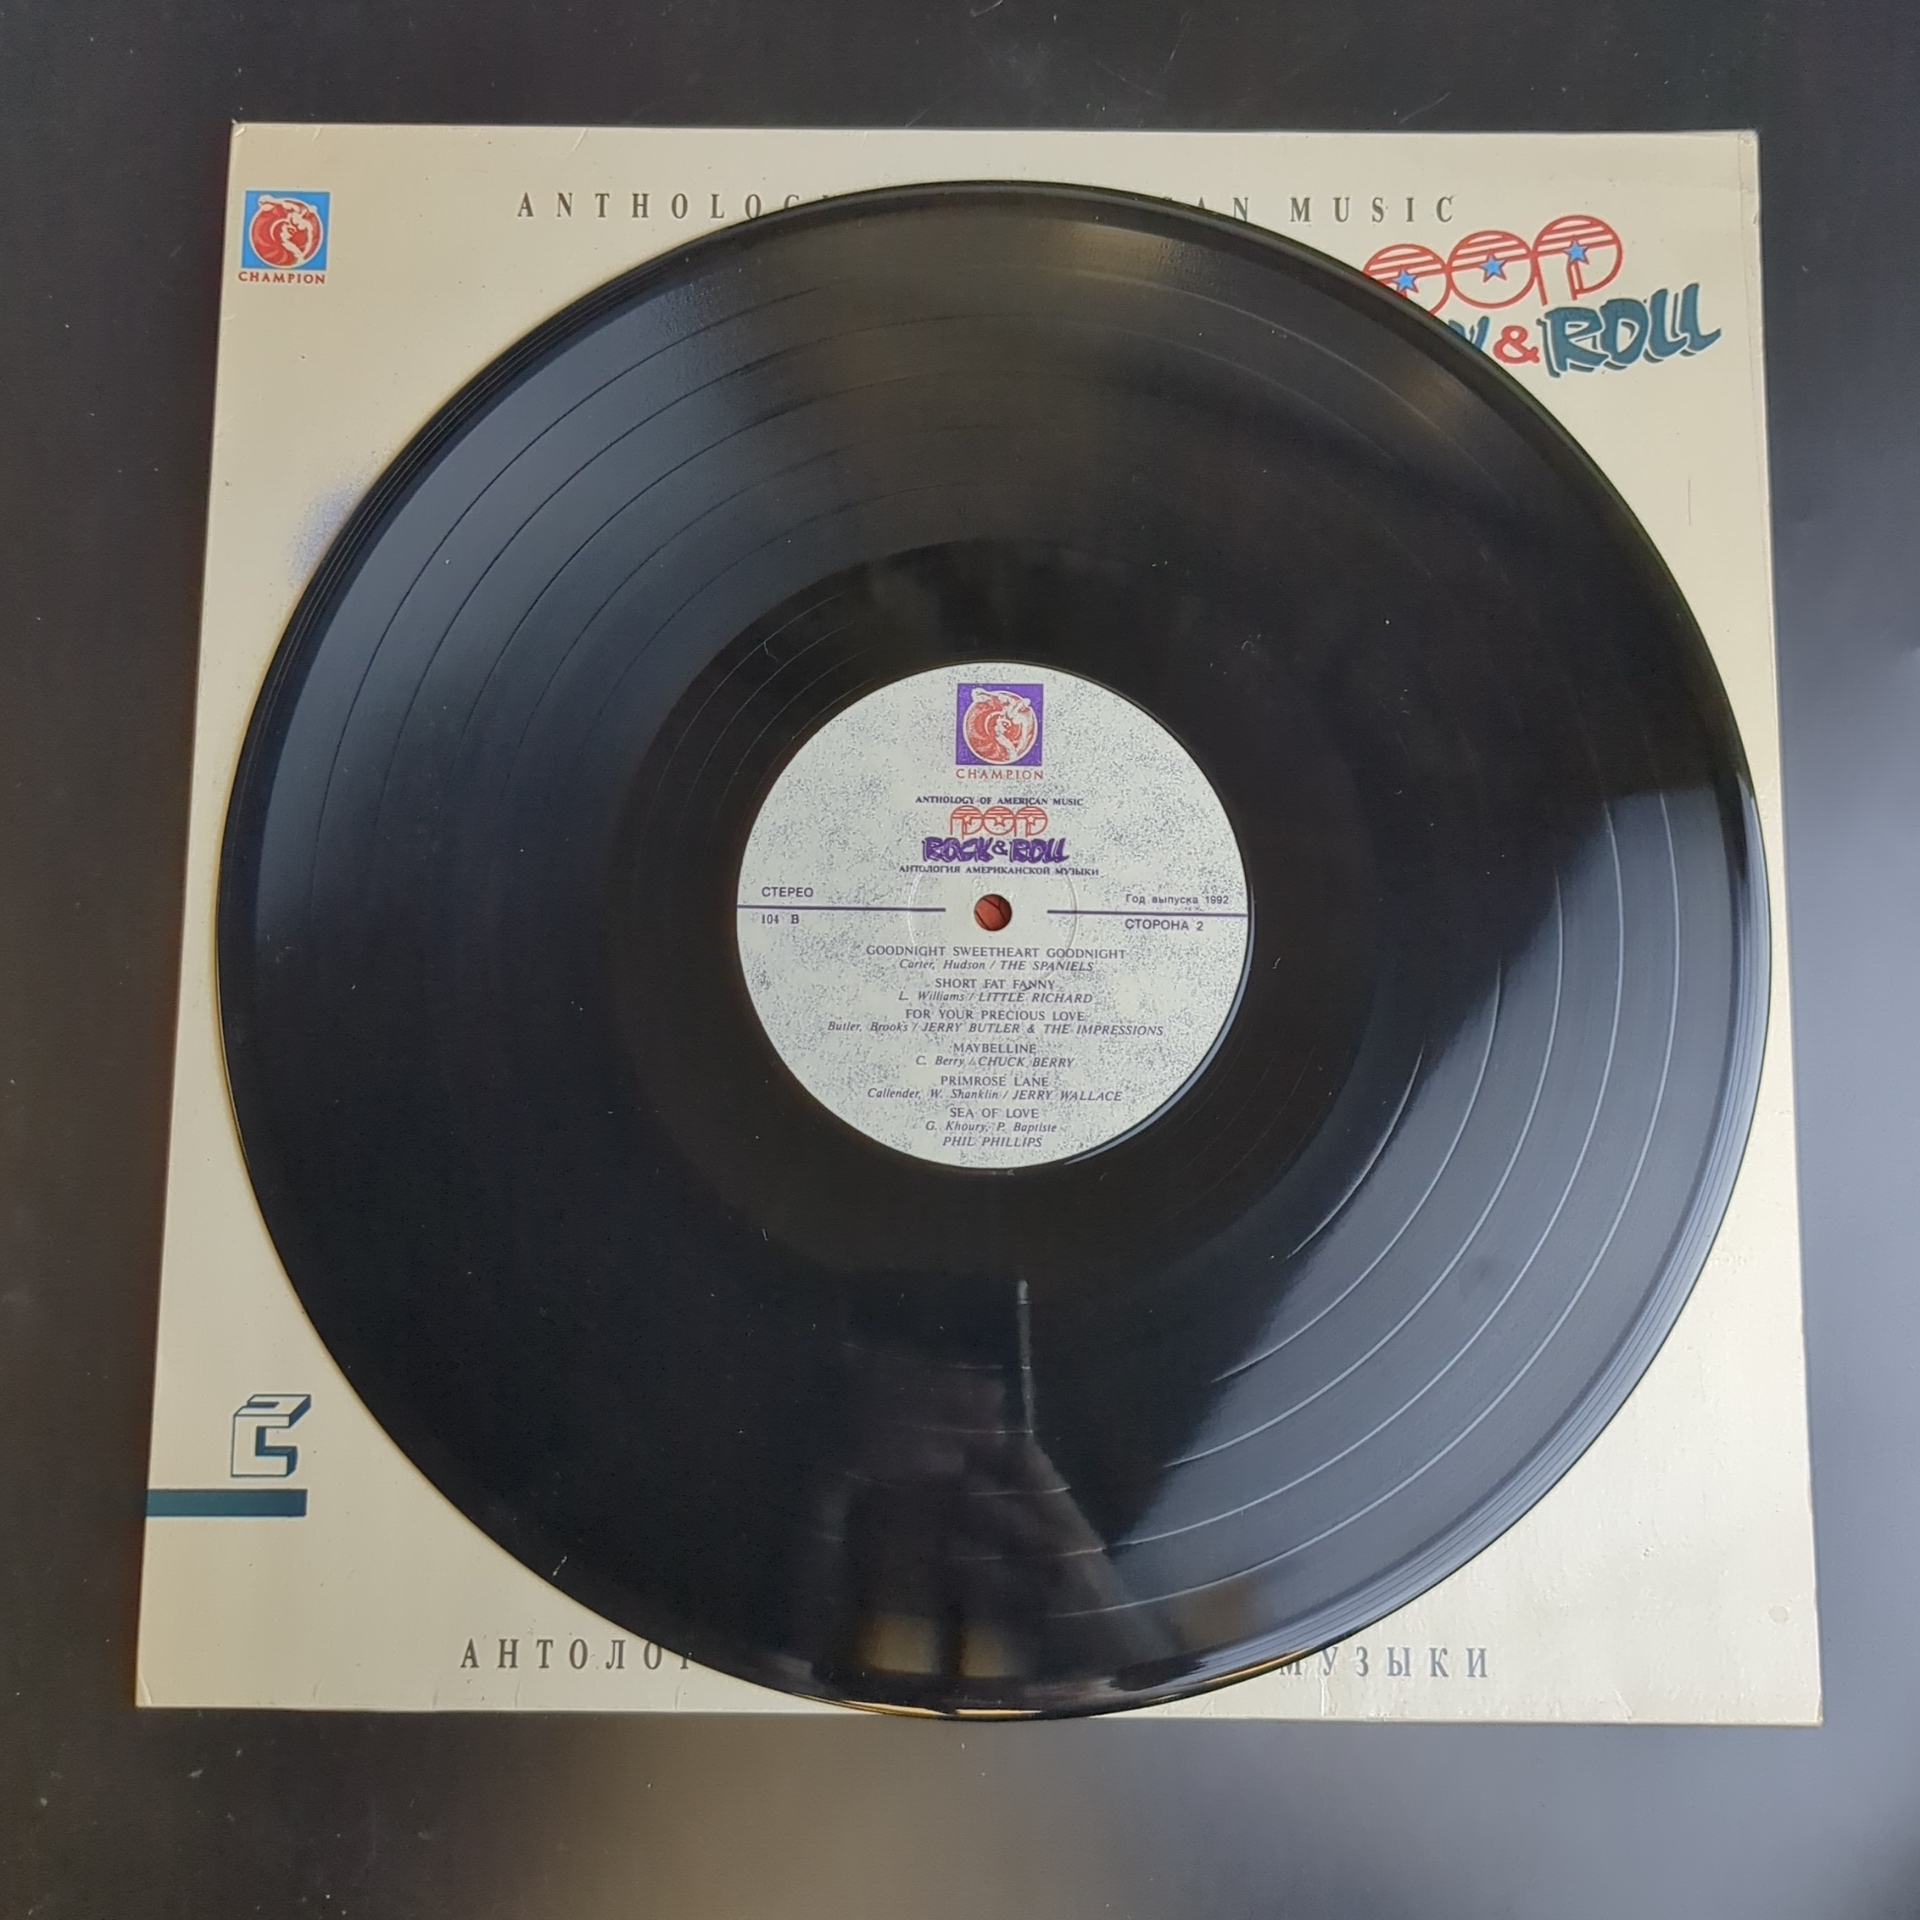 ANTHOLOGY MUSIC
CHAMPION
POP
& ROLL
CHAMPION
ANTHOLOGY OF AMERICAN MUSIC
POP
ROCK & ROLL
АНТОЛОГИЯ АМЕРИКАНСКОЙ МУЗЫКИ
СТЕРЕО
Год выпуска 1992
104 B
СТОРОНА 2
GOODNIGHT SWEETHEART GOODNIGHT
Carter, Hudson / THE SPANIELS
SHORT FAT FANNY
L. Williams / LITTLE RICHARD
FOR YOUR PRECIOUS LOVE
Butler, Brooks / JERRY BUTLER & THE IMPRESSIONS
MAYBELLINE
C. Berry / CHUCK BERRY
PRIMROSE LANE
Callender, W. Shanklin / JERRY WALLACE
SEA OF LOVE
G. Khoury, P. Baptiste
PHIL PHILLIPS
МУЗЫКИ